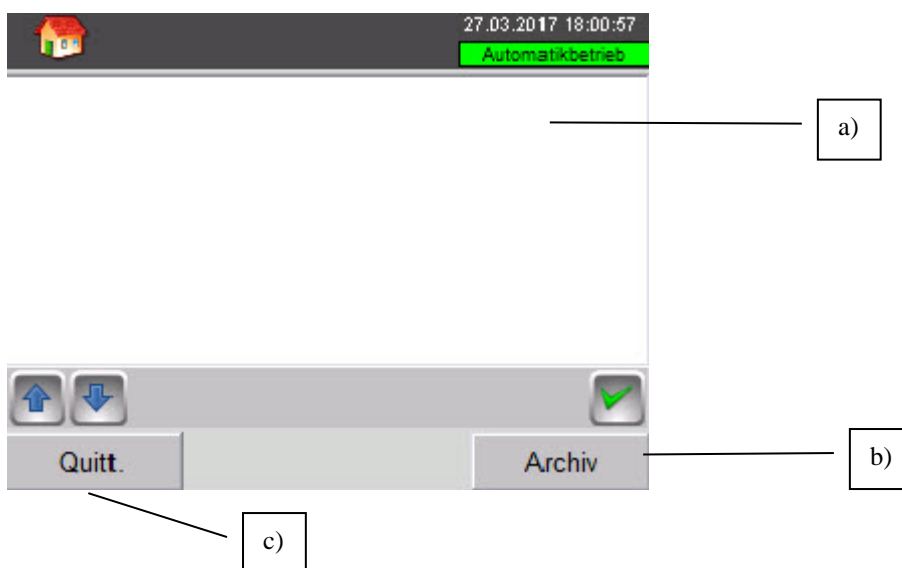 27.03.2017 18:00:57
Automatikbetrieb
a)
Quitt.
Archiv
b)
c)